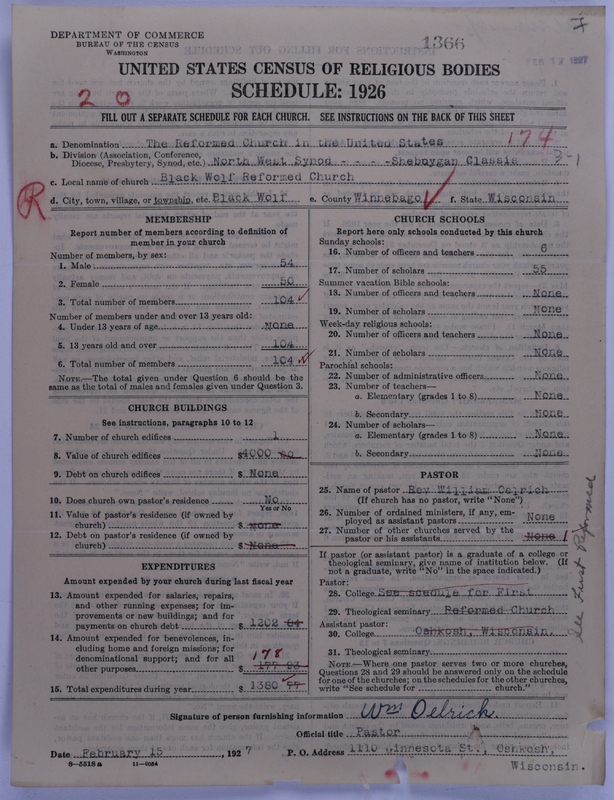 DEPARTMENT OF COMMERCE
BUREAU OF THE CENSUS
WASHINGTON
1366
FEB 17 1927
UNITED STATES CENSUS OF RELIGIOUS BODIES
SCHEDULE: 1926
2 0
FILL OUT A SEPARATE SCHEDULE FOR EACH CHURCH. SEE INSTRUCTIONS ON THE BACK OF THIS SHEET
174
a. Denomination The Reformed Church in the United States
b. Division (Association, Conference,
Diocese, Presbytery, Synod, etc.) North West Synod - - - -Sheboygan Classis 2-1
c. Local name of church Black Wolf Reformed Church
R
d. City, town, village, or township, etc. Black Wolf e. County Winnebago f. State Wisconsin
MEMBERSHIP
Report number of members according to definition of
member in your church
Number of members, by sex:
1. Male 54
2. Female 50
3. Total number of members 104
Number of members under and over 13 years old:
4. Under 13 years of age None
5. 13 years old and over 104
6. Total number of members 104
NOTE.—The total given under Question 6 should be the
same as the total of males and females given under Question 3.
CHURCH BUILDINGS
See instructions, paragraphs 10 to 12
7. Number of church edifices 1
8. Value of church edifices $4000 00
9. Debt on church edifices $ None
10. Does church own pastor's residence No
Yes or No
11. Value of pastor's residence (if owned by
church) $ None
12. Debt on pastor's residence (if owned by
church) $ None
EXPENDITURES
Amount expended by your church during last fiscal year
13. Amount expended for salaries, repairs,
and other running expenses; for im-
provements or new buildings; and for
payments on church debt $ 1202 84
14. Amount expended for benevolences, in-
cluding home and foreign missions; for
denominational support; and for all
178
other purposes $ 177 93
15. Total expenditures during year $ 1380 77
CHURCH SCHOOLS
Report here only schools conducted by this church
Sunday schools:
16. Number of officers and teachers 6
17. Number of scholars 55
Summer vacation Bible schools:
18. Number of officers and teachers None
19. Number of scholars None
Week-day religious schools:
20. Number of officers and teachers None
21. Number of scholars None
Parochial schools:
22. Number of administrative officers None
23. Number of teachers—
a. Elementary (grades 1 to 8) None
b. Secondary None
24. Number of scholars—
a. Elementary (grades 1 to 8) None
b. Secondary None
PASTOR
25. Name of pastor Rev William Oelrich
(If church has no pastor, write "None")
26. Number of ordained ministers, if any, em-
ployed as assistant pastors None
27. Number of other churches served by the
pastor or his assistants None 1
If pastor (or assistant pastor) is a graduate of a college or
theological seminary, give name of institution below. (If
not a graduate, write "No" in the space indicated.)
Pastor:
28. College See scedule for First
29. Theological seminary Reformed Church
Assistant pastor:
30. College Oshkosh, Wisconsin.
31. Theological seminary
NOTE.—Where one pastor serves two or more churches,
Questions 28 and 29 should be answered only on the schedule
for one of the churches; on the schedules for the other churches,
write "See schedule for church."
See First Reformed
Signature of person furnishing information Wm Oelrich.
Official title Pastor
Date February 15, 1927 P. O. Address 1110 Minnesota St., Oshkosh,
Wisconsin.
8-5318a 11-9084